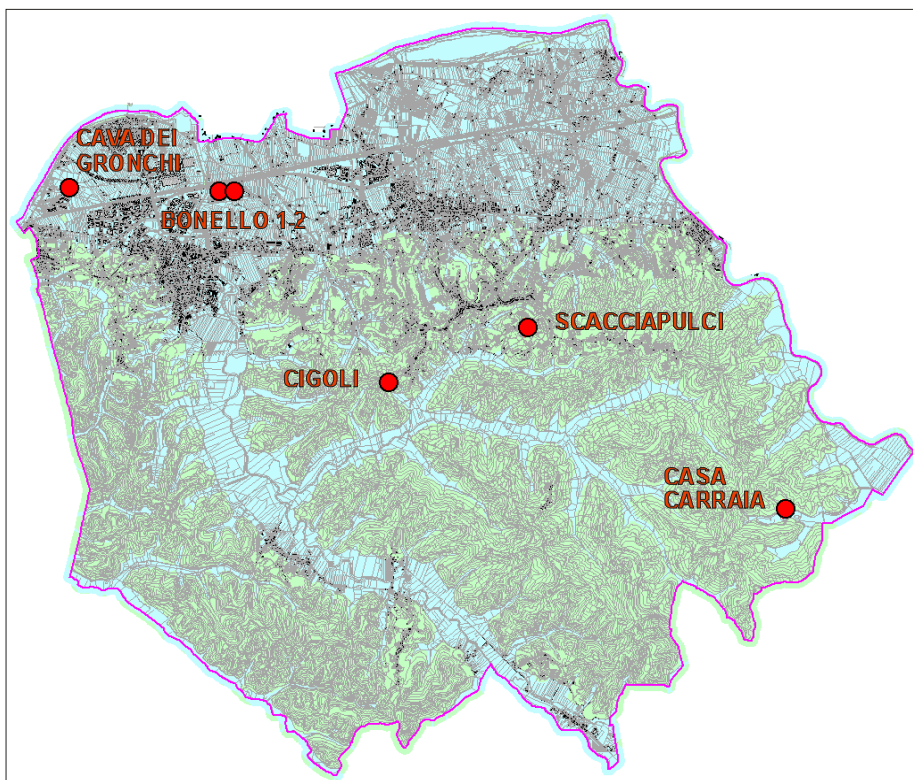 CAVA DEI
GRONCHI
BONELLO 1-2
SCACCIAPULCI
CIGOLI
CASA
CARRAIA